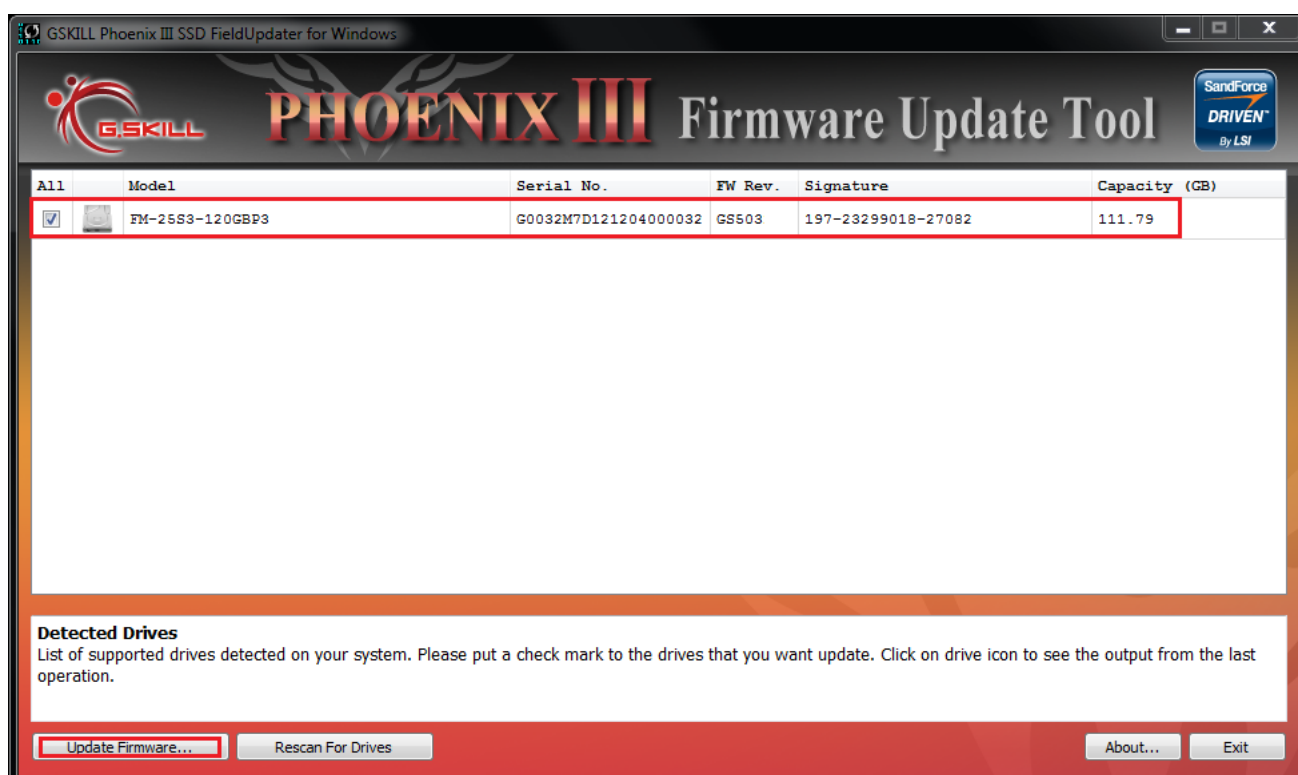 GSKILL Phoenix III SSD FieldUpdater for Windows
G.SKILL
PHOENIX III Firmware Update Tool
SandForce
DRIVEN™
By LSI
All Model Serial No. FW Rev. Signature Capacity (GB)
FM-25S3-120GBP3 G0032M7D121204000032 GS503 197-23299018-27082 111.79
Detected Drives
List of supported drives detected on your system. Please put a check mark to the drives that you want update. Click on drive icon to see the output from the last
operation.
Update Firmware... Rescan For Drives About... Exit